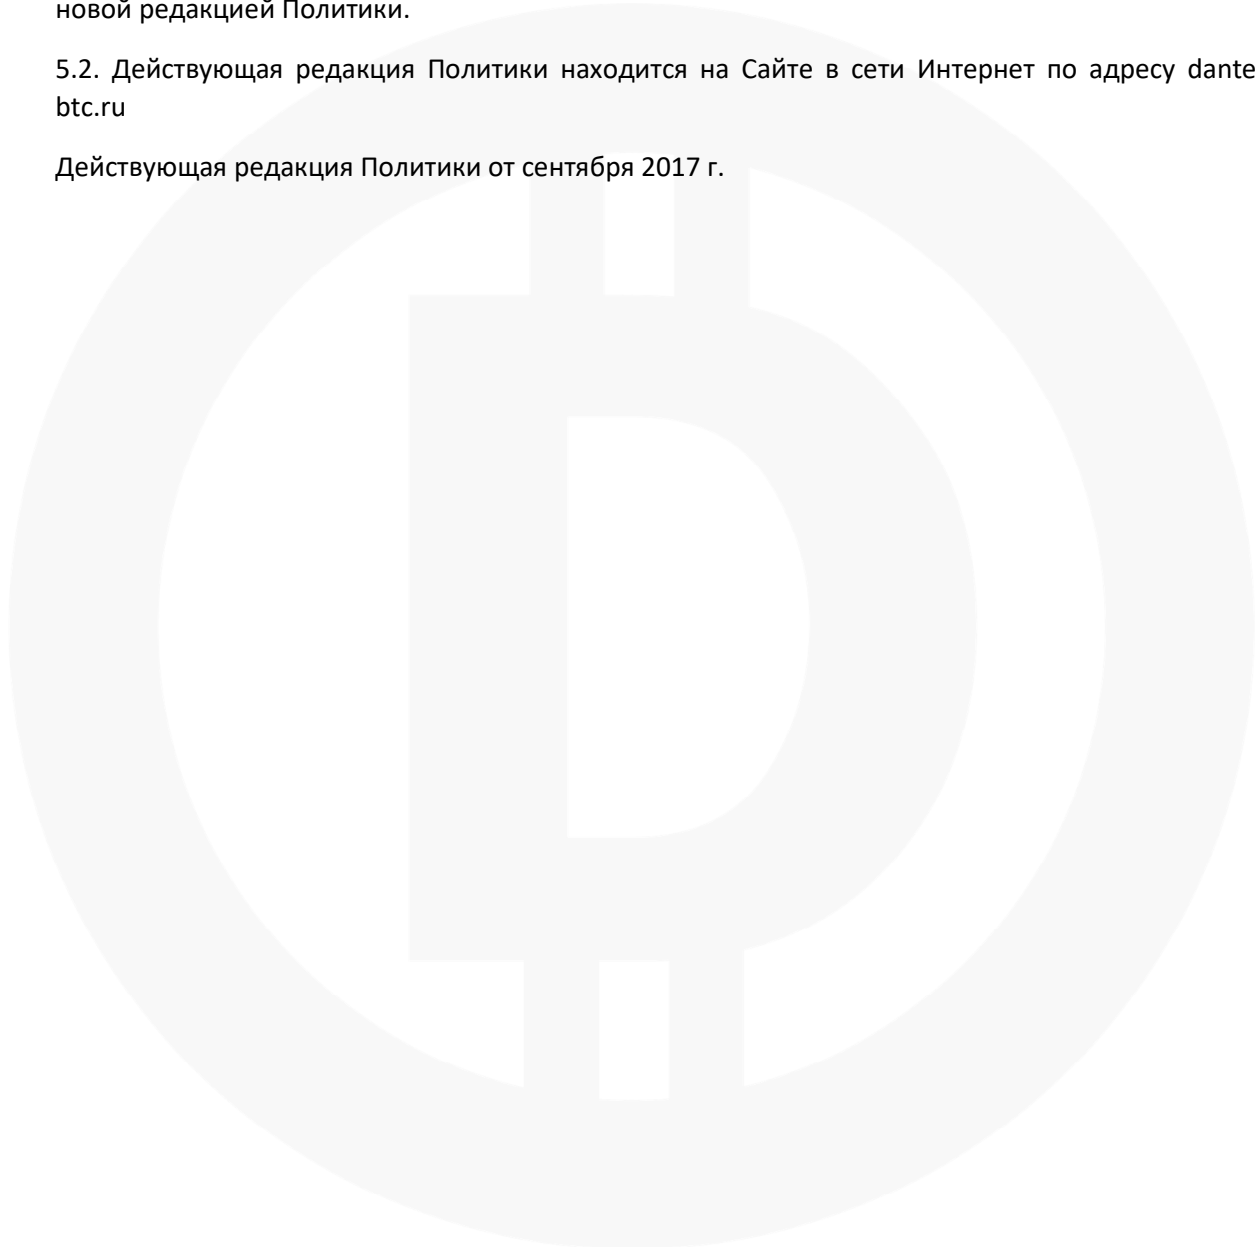 новой редакцией Политики.
5.2. Действующая редакция Политики находится на Сайте в сети Интернет по адресу dante
btc.ru
Действующая редакция Политики от сентября 2017 г.